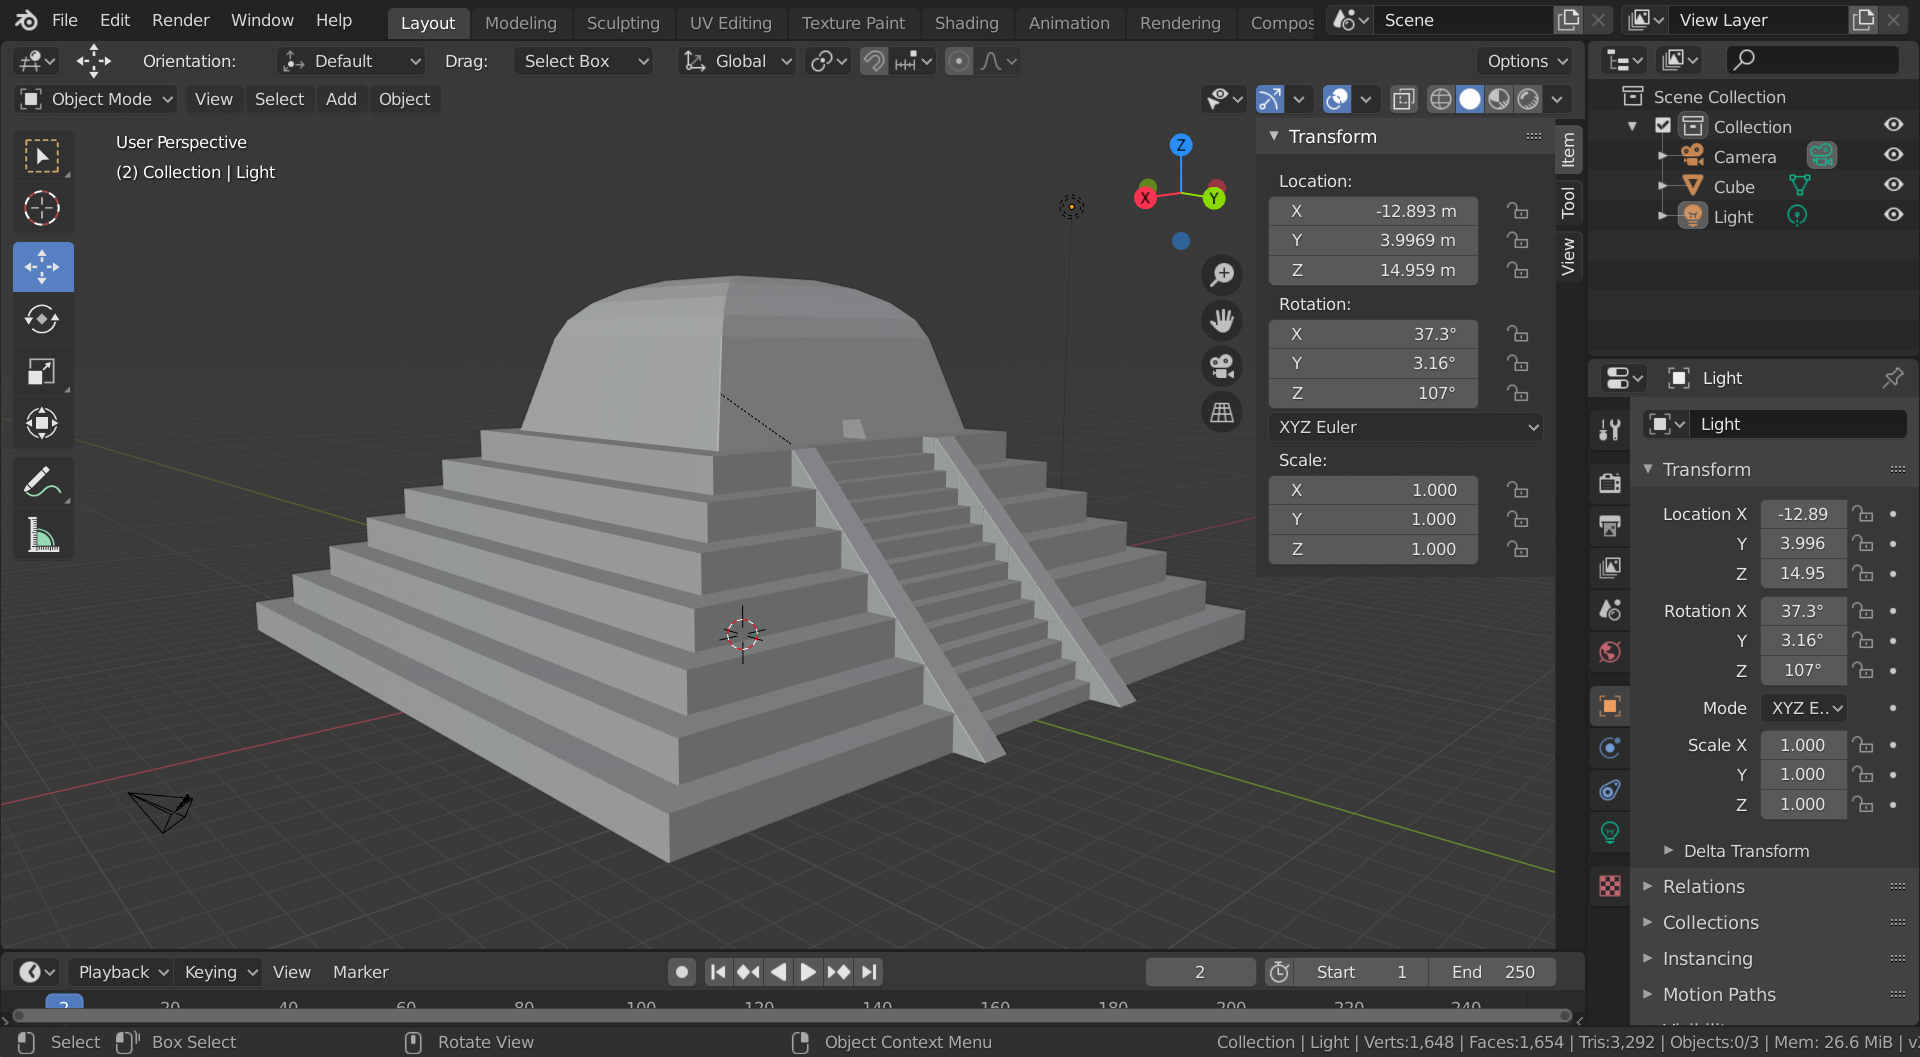 File Edit Render Window Help Layout Modeling Sculpting UV Editing Texture Paint Shading Animation Rendering Compos Scene View Layer
Orientation: Default Drag: Select Box Global Options
Object Mode View Select Add Object
User Perspective
(2) Collection | Light
Z
X
Y
Transform
Location:
X -12.893 m
Y 3.9969 m
Z 14.959 m
Rotation:
X 37.3°
Y 3.16°
Z 107°
XYZ Euler
Scale:
X 1.000
Y 1.000
Z 1.000
Item
Tool
View
Scene Collection
Collection
Camera
Cube
Light
Light
Light
Transform
Location X -12.89
Y 3.996
Z 14.95
Rotation X 37.3°
Y 3.16°
Z 107°
Mode XYZ E..
Scale X 1.000
Y 1.000
Z 1.000
Delta Transform
Relations
Collections
Instancing
Motion Paths
Playback Keying View Marker 2 Start 1 End 250
2 20 40 60 80 100 120 140 160 180 200 220 240
Select Box Select Rotate View Object Context Menu Collection | Light | Verts:1,648 | Faces:1,654 | Tris:3,292 | Objects:0/3 | Mem: 26.6 MiB | v.